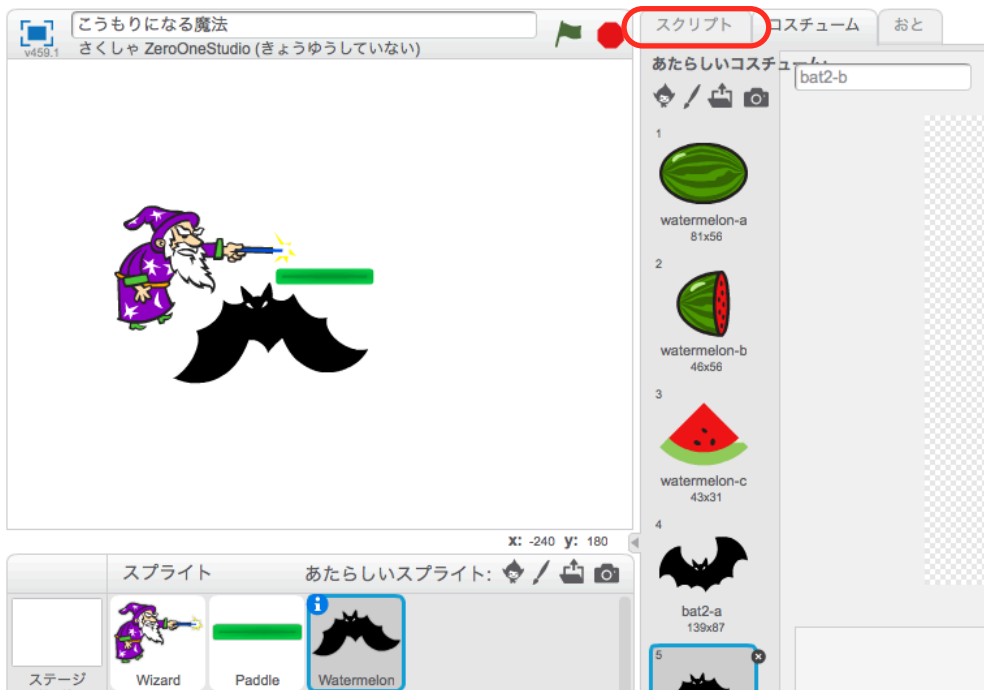 こうもりになる魔法
v459.1
さくしゃ ZeroOneStudio (きょうゆうしていない)
スクリプト
コスチューム
おと
あたらしいコスチューム:
bat2-b
1
watermelon-a
81x56
2
watermelon-b
46x56
3
watermelon-c
43x31
4
bat2-a
139x87
5
x: -240 y: 180
スプライト
あたらしいスプライト:
ステージ
Wizard
Paddle
Watermelon